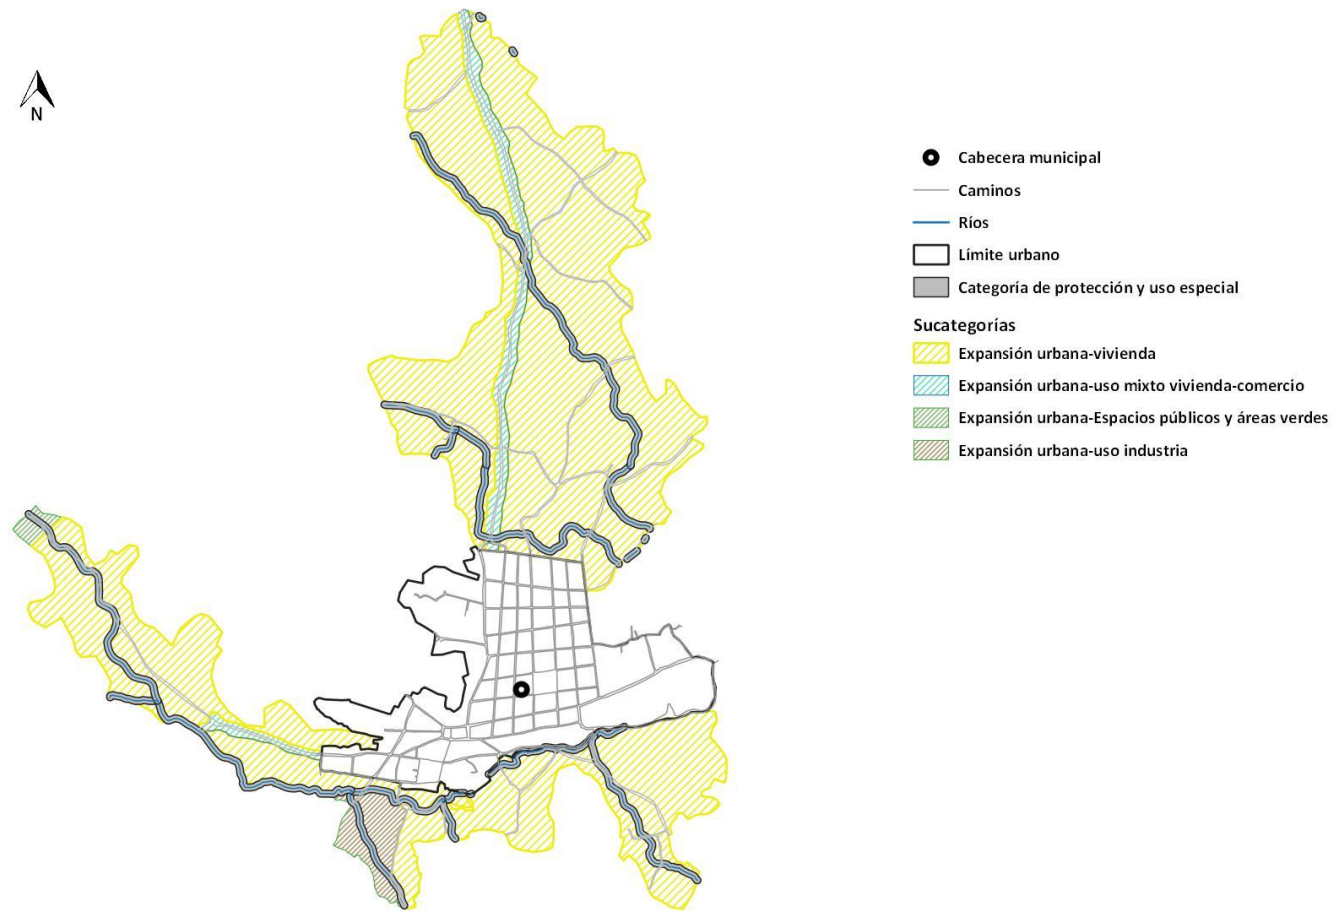 N
Cabecera municipal
Caminos
Ríos
Límite urbano
Categoría de protección y uso especial
Sucategorías
Expansión urbana-vivienda
Expansión urbana-uso mixto vivienda-comercio
Expansión urbana-Espacios públicos y áreas verdes
Expansión urbana-uso industria